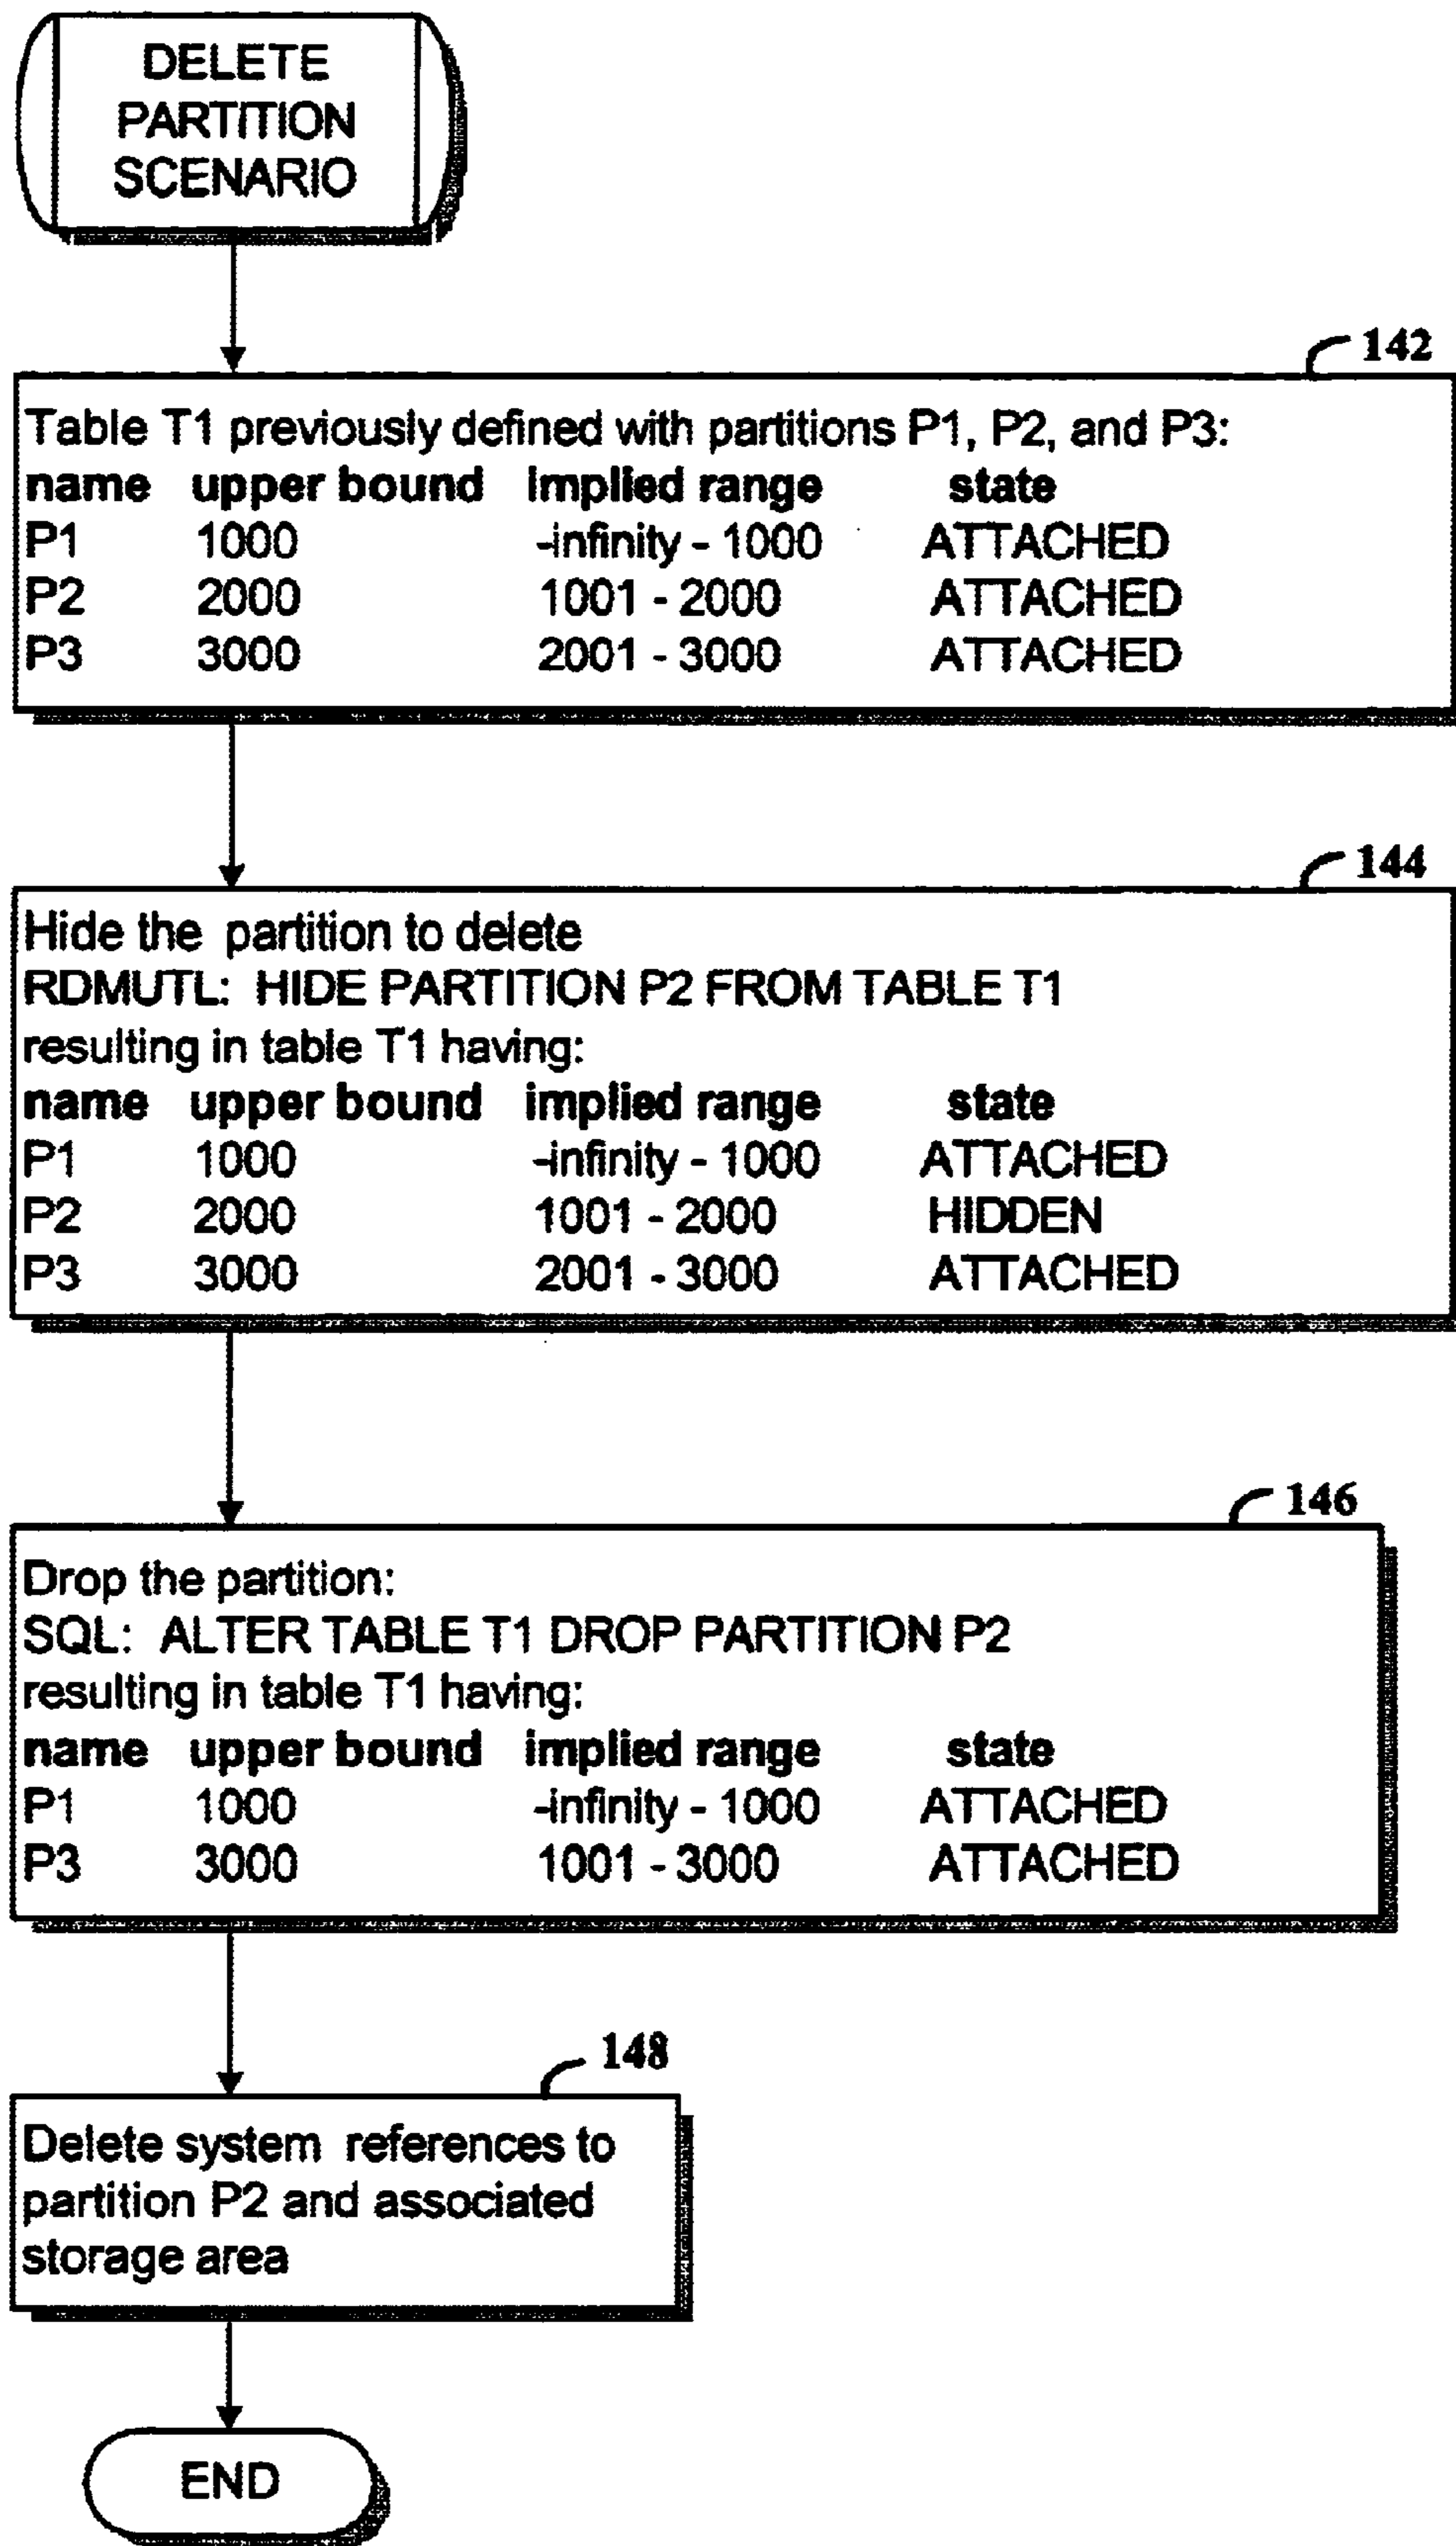 DELETE
PARTITION
SCENARIO
142
Table T1 previously defined with partitions P1, P2, and P3:
name upper bound implied range state
P1 1000 -infinity - 1000 ATTACHED
P2 2000 1001 - 2000 ATTACHED
P3 3000 2001 - 3000 ATTACHED
144
Hide the partition to delete
RDMUTL: HIDE PARTITION P2 FROM TABLE T1
resulting in table T1 having:
name upper bound implied range state
P1 1000 -infinity - 1000 ATTACHED
P2 2000 1001 - 2000 HIDDEN
P3 3000 2001 - 3000 ATTACHED
146
Drop the partition:
SQL: ALTER TABLE T1 DROP PARTITION P2
resulting in table T1 having:
name upper bound implied range state
P1 1000 -infinity - 1000 ATTACHED
P3 3000 1001 - 3000 ATTACHED
148
Delete system references to
partition P2 and associated
storage area
END